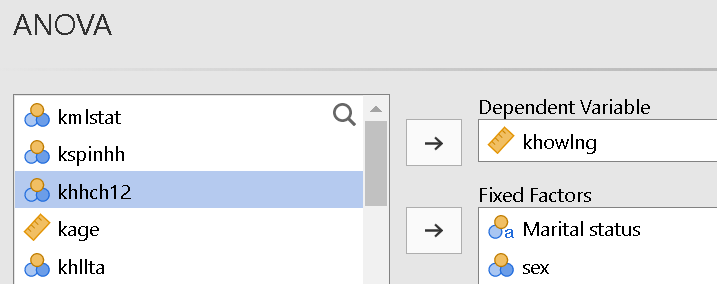 ANOVA
kmlstat
kspinhh
khhch12
kage
khllta
Dependent Variable
khowlng
Fixed Factors
a Marital status
sex